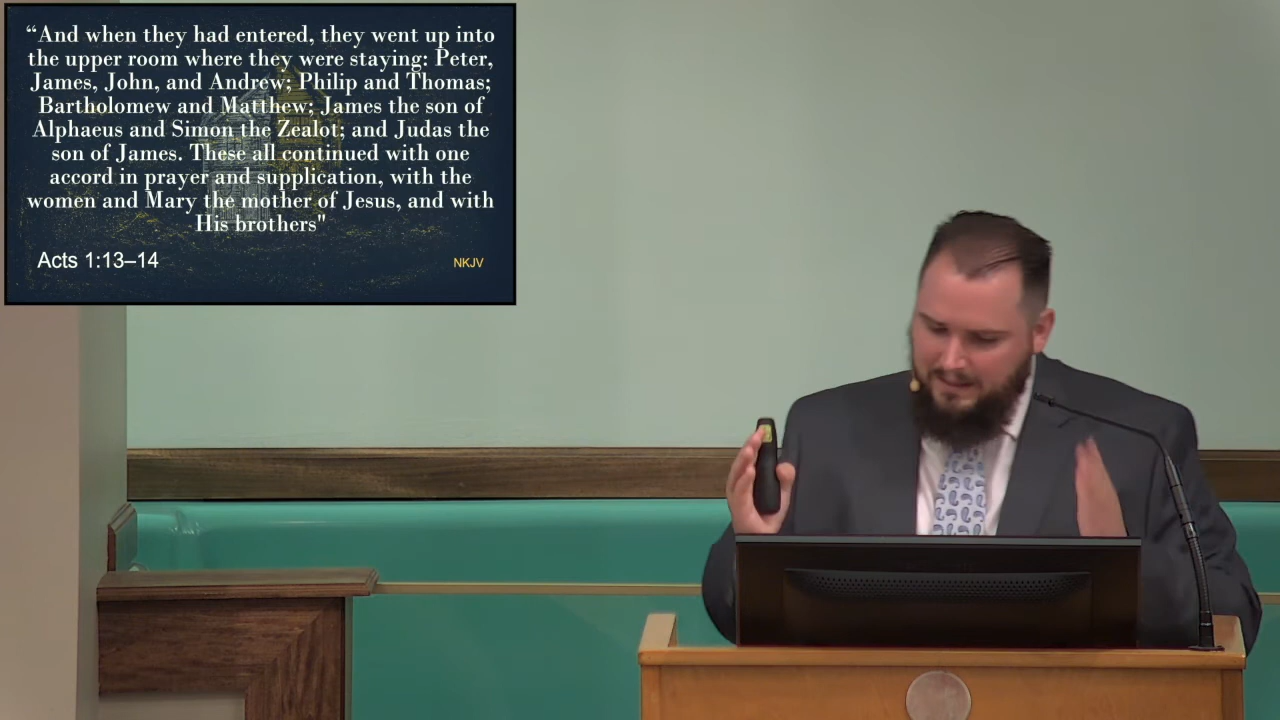 “And when they had entered, they went up into
the upper room where they were staying: Peter,
James, John, and Andrew; Philip and Thomas;
Bartholomew and Matthew; James the son of
Alphaeus and Simon the Zealot; and Judas the
son of James. These all continued with one
accord in prayer and supplication, with the
women and Mary the mother of Jesus, and with
His brothers"
Acts 1:13–14
NKJV